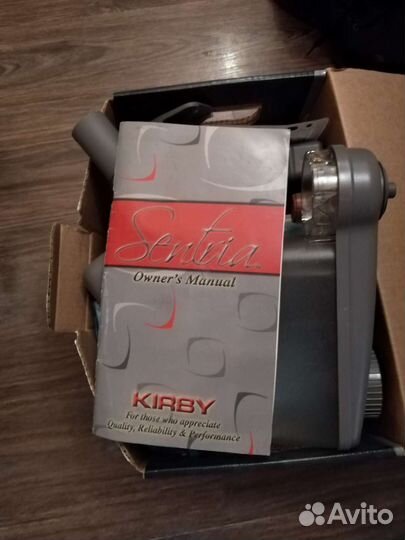 Sentria
Owner's Manual
KIRBY
For those who appreciate
Quality, Reliability & Performance
Avito